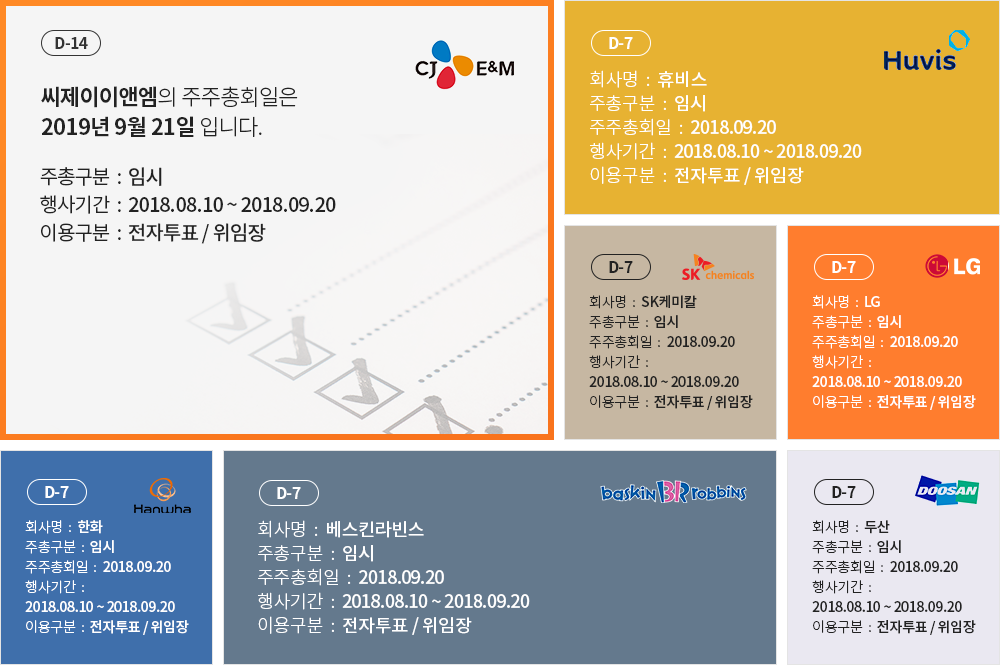 D-14
CJ E&M
씨제이이앤엠의 주주총회일은
2019년 9월 21일 입니다.
주총구분 : 임시
행사기간 : 2018.08.10 ~ 2018.09.20
이용구분 : 전자투표 / 위임장
D-7
Huvis
회사명 : 휴비스
주총구분 : 임시
주주총회일 : 2018.09.20
행사기간 : 2018.08.10 ~ 2018.09.20
이용구분 : 전자투표 / 위임장
D-7
SK chemicals
회사명 : SK케미칼
주총구분 : 임시
주주총회일 : 2018.09.20
행사기간 :
2018.08.10 ~ 2018.09.20
이용구분 : 전자투표 / 위임장
D-7
LG
회사명 : LG
주총구분 : 임시
주주총회일 : 2018.09.20
행사기간 :
2018.08.10 ~ 2018.09.20
이용구분 : 전자투표 / 위임장
D-7
Hanwha
회사명 : 한화
주총구분 : 임시
주주총회일 : 2018.09.20
행사기간 :
2018.08.10 ~ 2018.09.20
이용구분 : 전자투표 / 위임장
D-7
baskin BR robbins
회사명 : 베스킨라빈스
주총구분 : 임시
주주총회일 : 2018.09.20
행사기간 : 2018.08.10 ~ 2018.09.20
이용구분 : 전자투표 / 위임장
D-7
DOOSAN
회사명 : 두산
주총구분 : 임시
주주총회일 : 2018.09.20
행사기간 :
2018.08.10 ~ 2018.09.20
이용구분 : 전자투표 / 위임장